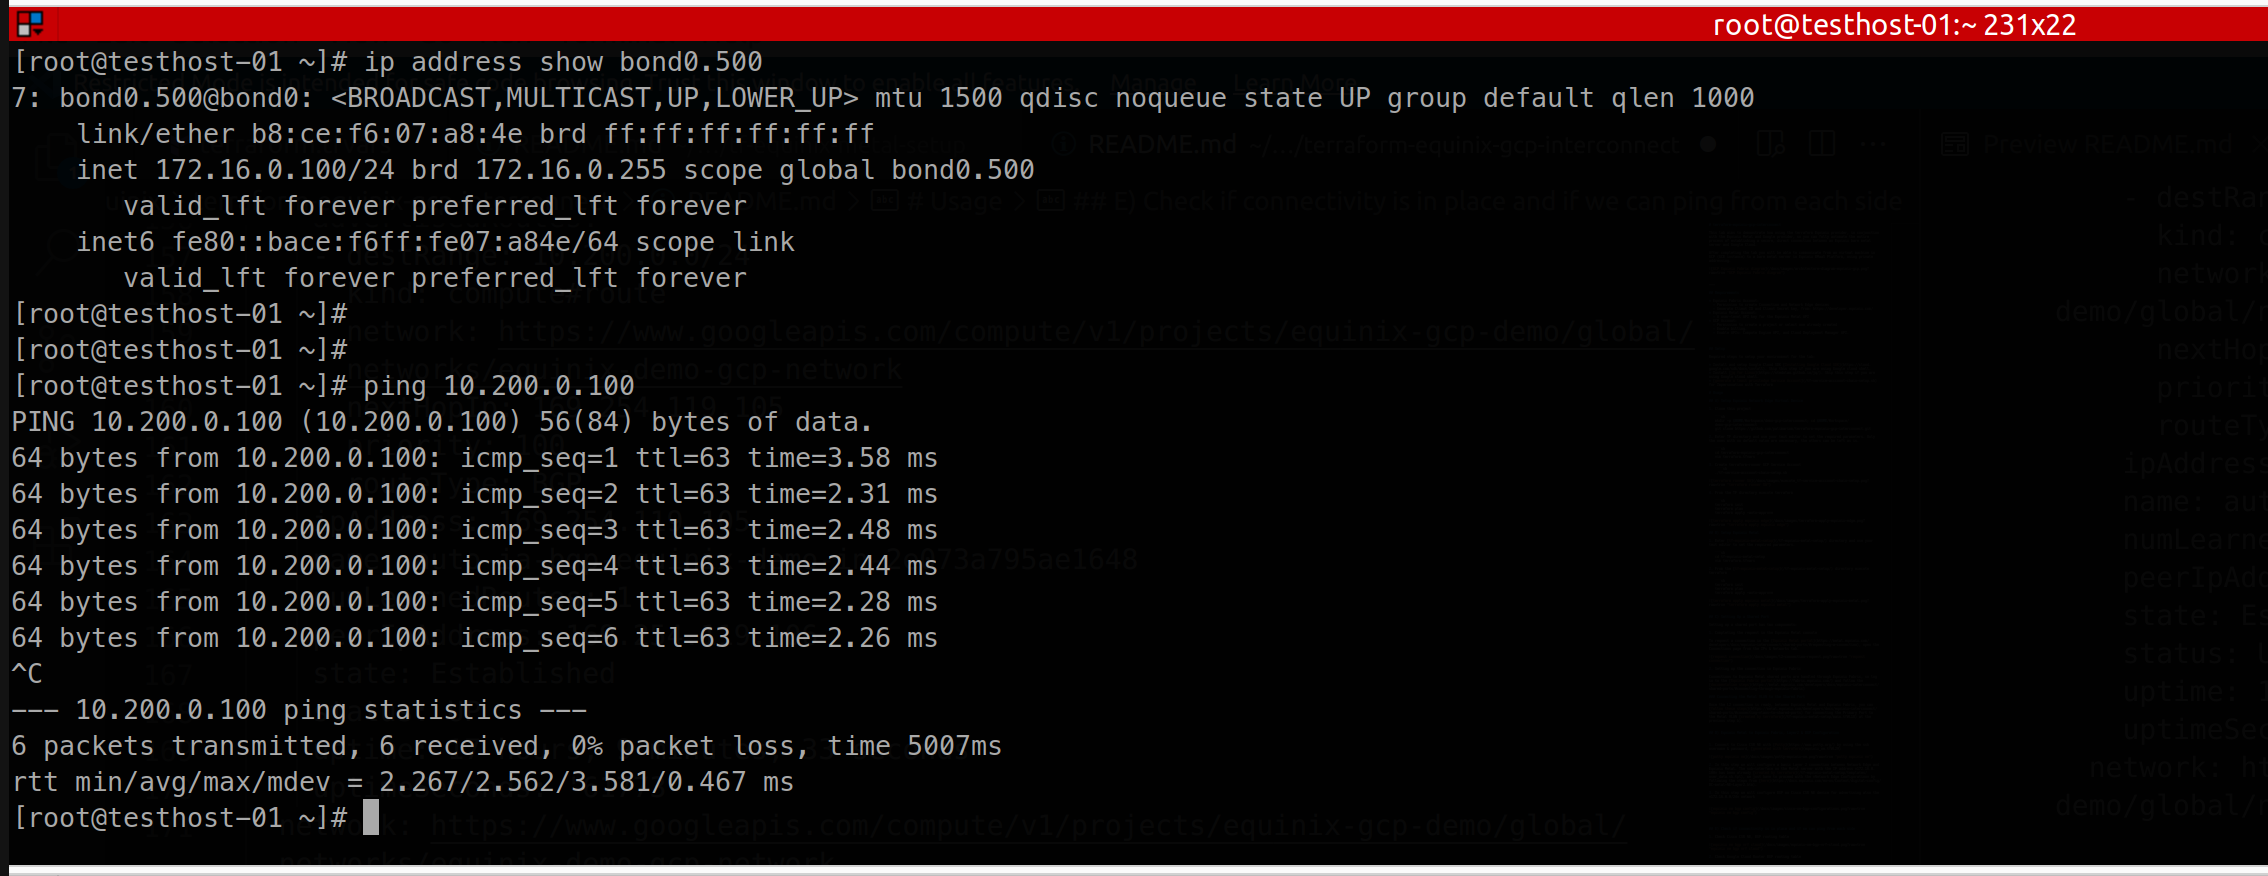 root@testhost-01:~ 231x22
[root@testhost-01 ~]# ip address show bond0.500
7: bond0.500@bond0: <BROADCAST,MULTICAST,UP,LOWER_UP> mtu 1500 qdisc noqueue state UP group default qlen 1000
    link/ether b8:ce:f6:07:a8:4e brd ff:ff:ff:ff:ff:ff
    inet 172.16.0.100/24 brd 172.16.0.255 scope global bond0.500
       valid_lft forever preferred_lft forever
    inet6 fe80::bace:f6ff:fe07:a84e/64 scope link
       valid_lft forever preferred_lft forever
[root@testhost-01 ~]#
[root@testhost-01 ~]#
[root@testhost-01 ~]# ping 10.200.0.100
PING 10.200.0.100 (10.200.0.100) 56(84) bytes of data.
64 bytes from 10.200.0.100: icmp_seq=1 ttl=63 time=3.58 ms
64 bytes from 10.200.0.100: icmp_seq=2 ttl=63 time=2.31 ms
64 bytes from 10.200.0.100: icmp_seq=3 ttl=63 time=2.48 ms
64 bytes from 10.200.0.100: icmp_seq=4 ttl=63 time=2.44 ms
64 bytes from 10.200.0.100: icmp_seq=5 ttl=63 time=2.28 ms
64 bytes from 10.200.0.100: icmp_seq=6 ttl=63 time=2.26 ms
^C
--- 10.200.0.100 ping statistics ---
6 packets transmitted, 6 received, 0% packet loss, time 5007ms
rtt min/avg/max/mdev = 2.267/2.562/3.581/0.467 ms
[root@testhost-01 ~]#